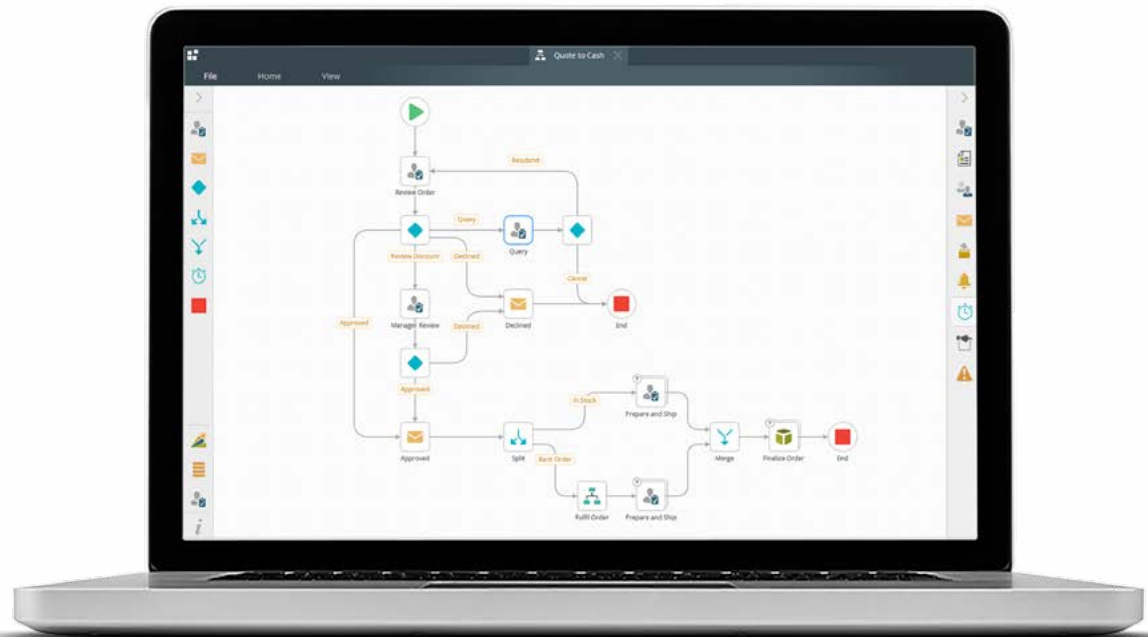 Quote to Cash
File Home View
Resubmit
Review Order
Query
Query
Review Discount
Declined
Cancel
Manager Review
Declined
End
Approved
Declined
Approved
In Stock
Prepare and Ship
Approved
Split
Back Order
Merge
Finalize Order
End
Fulfil Order
Prepare and Ship